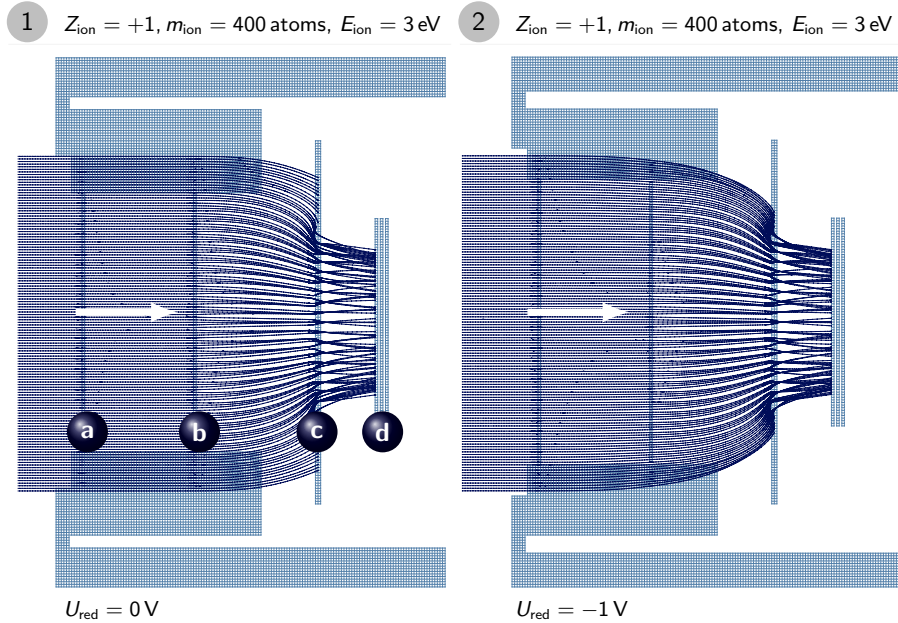 1 Z_ion = +1, m_ion = 400 atoms, E_ion = 3 eV
2 Z_ion = +1, m_ion = 400 atoms, E_ion = 3 eV
a b c d
U_red = 0 V
U_red = −1 V